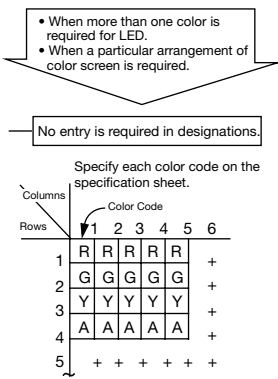 • When more than one color is
required for LED.
• When a particular arrangement of
color screen is required.
No entry is required in designations.
Specify each color code on the
specification sheet.
Columns
Color Code
Rows 1 2 3 4 5 6
R R R R R
1 +
G G G G G
2 +
Y Y Y Y Y
3 +
A A A A A
4 +
5 + + + + +